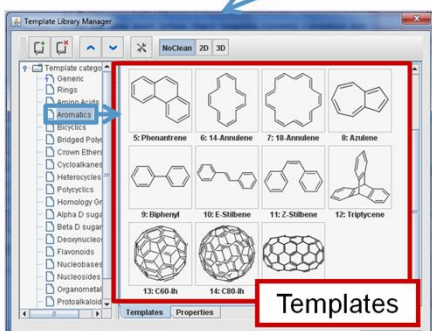 Template Library Manager
NoClean 2D 3D
Template catego
Generic
Rings
Amino Acids
Aromatics
Bicyclics
Bridged Polyc
Crown Ethers
Cycloalkanes
Heterocycles
Polycyclics
Homology Gr
Alpha D sugar
Beta D sugar
Deoxynucleos
Flavonoids
Nucleobases
Nucleosides
Organometal
Protoalkaloid
5: Phenantrene 6: 14-Annulene 7: 18-Annulene 8: Azulene
9: Biphenyl 10: E-Stilbene 11: Z-Stilbene 12: Triptycene
13: C60-Ih 14: C80-Ih
Templates
Templates Properties